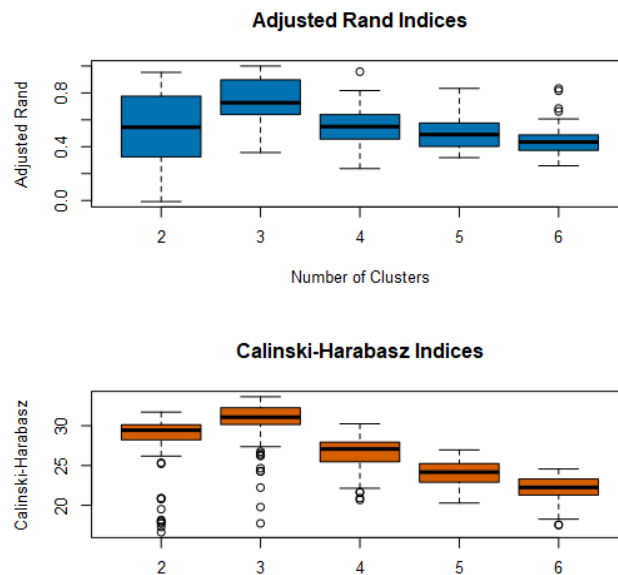 Adjusted Rand Indices
Adjusted Rand
0.0 0.4 0.8
2 3 4 5 6
Number of Clusters
Calinski-Harabasz Indices
Calinski-Harabasz
20 25 30
2 3 4 5 6